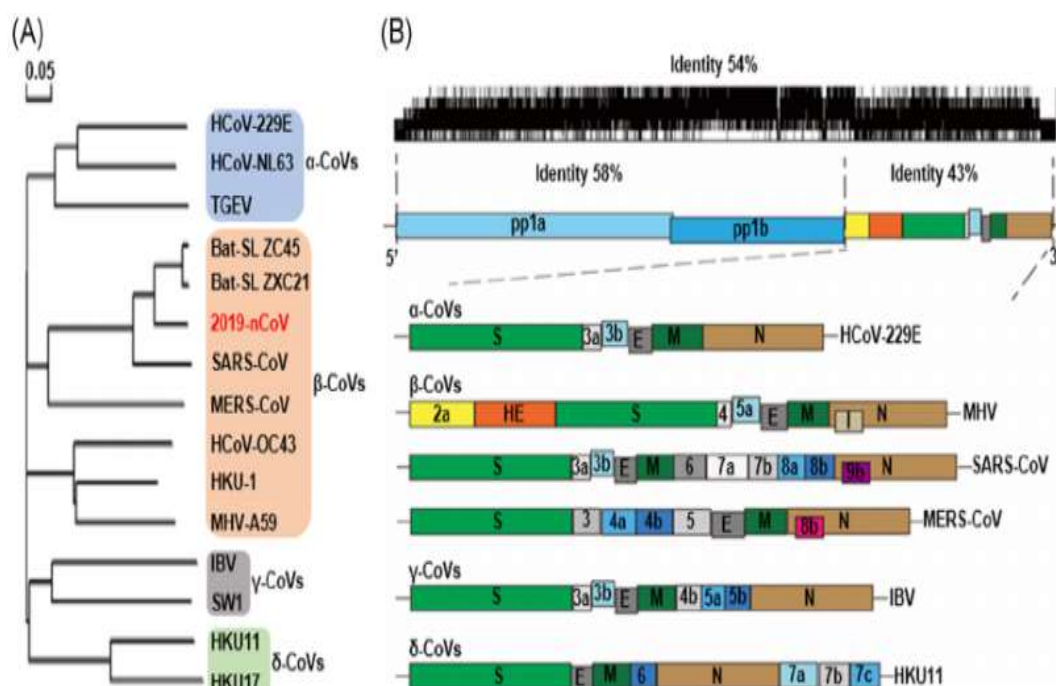 (A)
0.05
HCoV-229E
HCoV-NL63
α-CoVs
TGEV
Bat-SL ZC45
Bat-SL ZXC21
2019-nCoV
SARS-CoV
β-CoVs
MERS-CoV
HCoV-OC43
HKU-1
MHV-A59
IBV
γ-CoVs
SW1
HKU11
δ-CoVs
HKU17
(B)
Identity 54%
Identity 58% Identity 43%
pp1a pp1b
5' 3'
α-CoVs
S 3a 3b E M N HCoV-229E
β-CoVs
2a HE S 4 5a E M I N MHV
S 3a 3b E M 6 7a 7b 8a 8b 9b N SARS-CoV
S 3 4a 4b 5 E M 8b N MERS-CoV
γ-CoVs
S 3a 3b E M 4b 5a 5b N IBV
δ-CoVs
S E M 6 N 7a 7b 7c HKU11